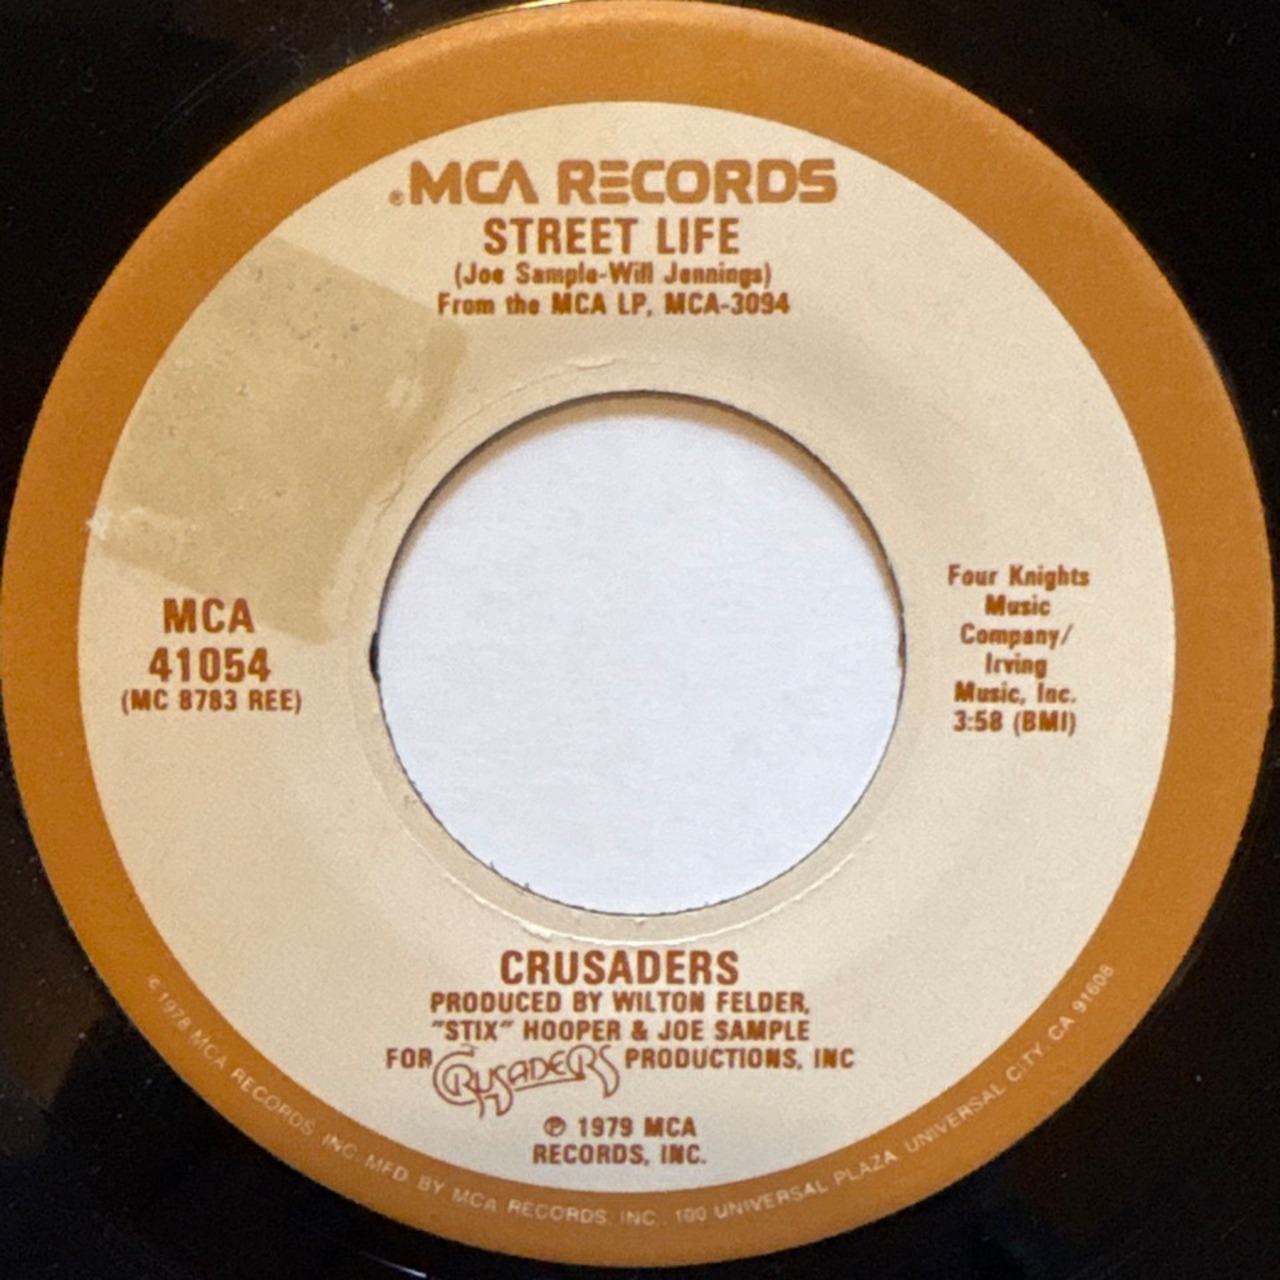 ®MCA RECORDS
STREET LIFE
(Joe Sample-Will Jennings)
From the MCA LP, MCA-3094
MCA
41054
(MC 8783 REE)
Four Knights
Music
Company/
Irving
Music, Inc.
3:58 (BMI)
CRUSADERS
PRODUCED BY WILTON FELDER,
"STIX" HOOPER & JOE SAMPLE
FOR CRUSADERS PRODUCTIONS, INC
℗ 1979 MCA
RECORDS, INC.
© 1978 MCA RECORDS, INC. MFD. BY MCA RECORDS, INC., 100 UNIVERSAL PLAZA, UNIVERSAL CITY, CA 91608